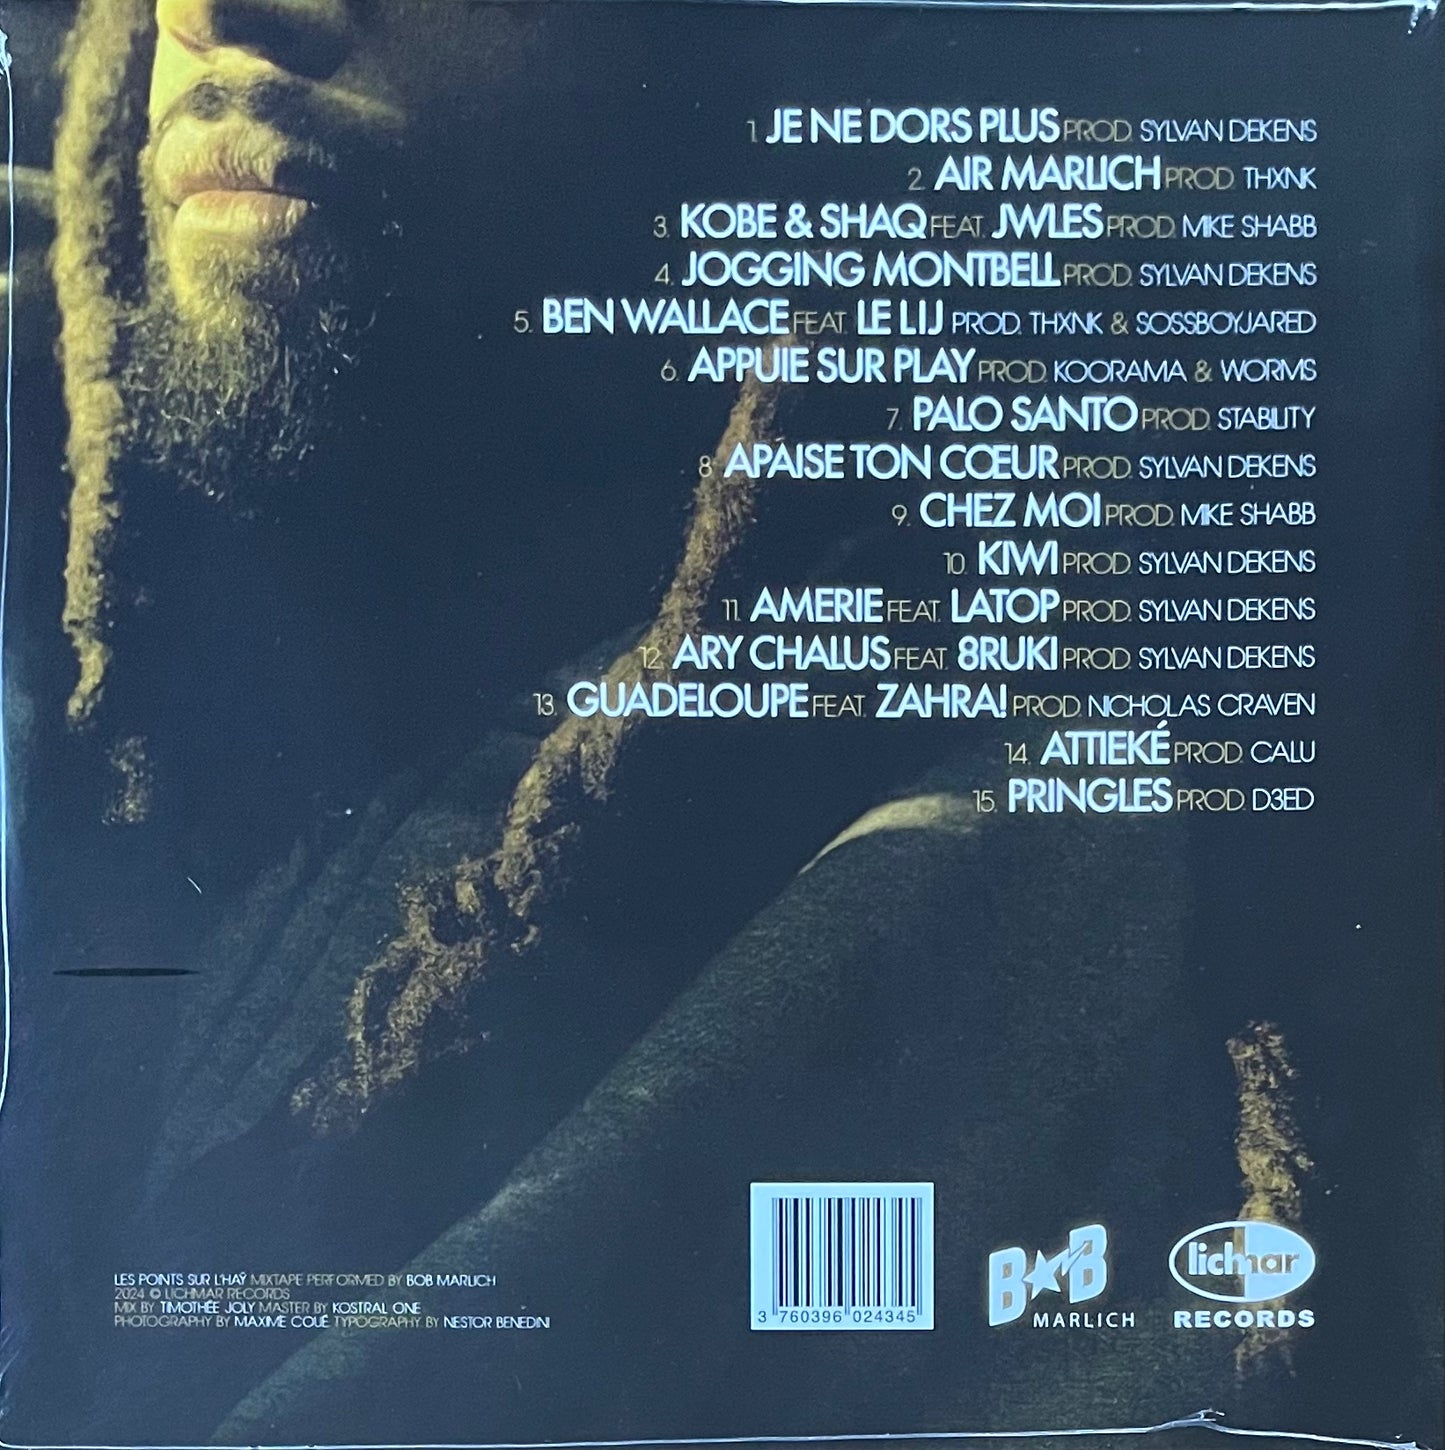 1. JE NE DORS PLUS PROD. SYLVAN DEKENS
2. AIR MARLICH PROD. THXNK
3. KOBE & SHAQ FEAT. JWLES PROD. MIKE SHABB
4. JOGGING MONTBELL PROD. SYLVAN DEKENS
5. BEN WALLACE FEAT. LE LIJ PROD. THXNK & SOSSBOYJARED
6. APPUIE SUR PLAY PROD. KOORAMA & WORMS
7. PALO SANTO PROD. STABILITY
8. APAISE TON CŒUR PROD. SYLVAN DEKENS
9. CHEZ MOI PROD. MIKE SHABB
10. KIWI PROD. SYLVAN DEKENS
11. AMERIE FEAT. LATOP PROD. SYLVAN DEKENS
12. ARY CHALUS FEAT. 8RUKI PROD. SYLVAN DEKENS
13. GUADELOUPE FEAT. ZAHRA! PROD. NICHOLAS CRAVEN
14. ATTIEKÉ PROD. CALU
15. PRINGLES PROD. D3ED
LES POINTS SUR L'HAŸ MIXTAPE PERFORMED BY BOB MARLICH
2024 © LICHMAR RECORDS
MIX BY TIMOTHÉE JOLY MASTER BY KOSTRAL ONE
PHOTOGRAPHY BY MAXIME COUÉ TYPOGRAPHY BY NESTOR BENEDINI
3 760396 024345
B★B
MARLICH
lichmar
RECORDS